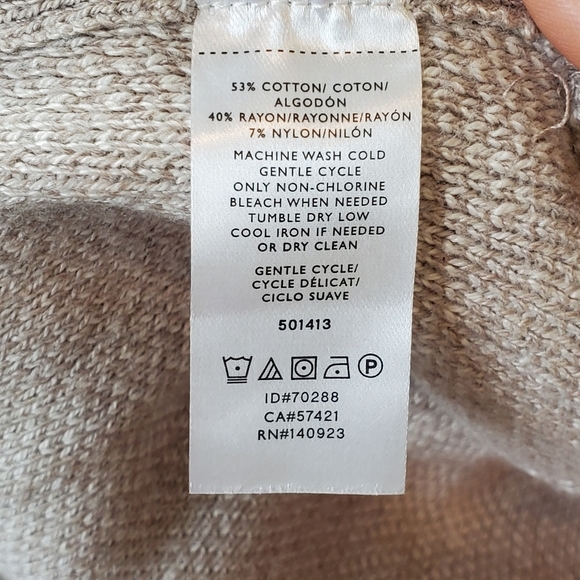 53% COTTON/ COTON/
ALGODÓN
40% RAYON/RAYONNE/RAYÓN
7% NYLON/NILÓN
MACHINE WASH COLD
GENTLE CYCLE
ONLY NON-CHLORINE
BLEACH WHEN NEEDED
TUMBLE DRY LOW
COOL IRON IF NEEDED
OR DRY CLEAN
GENTLE CYCLE/
CYCLE DÉLICAT/
CICLO SUAVE
501413
P
ID#70288
CA#57421
RN#140923